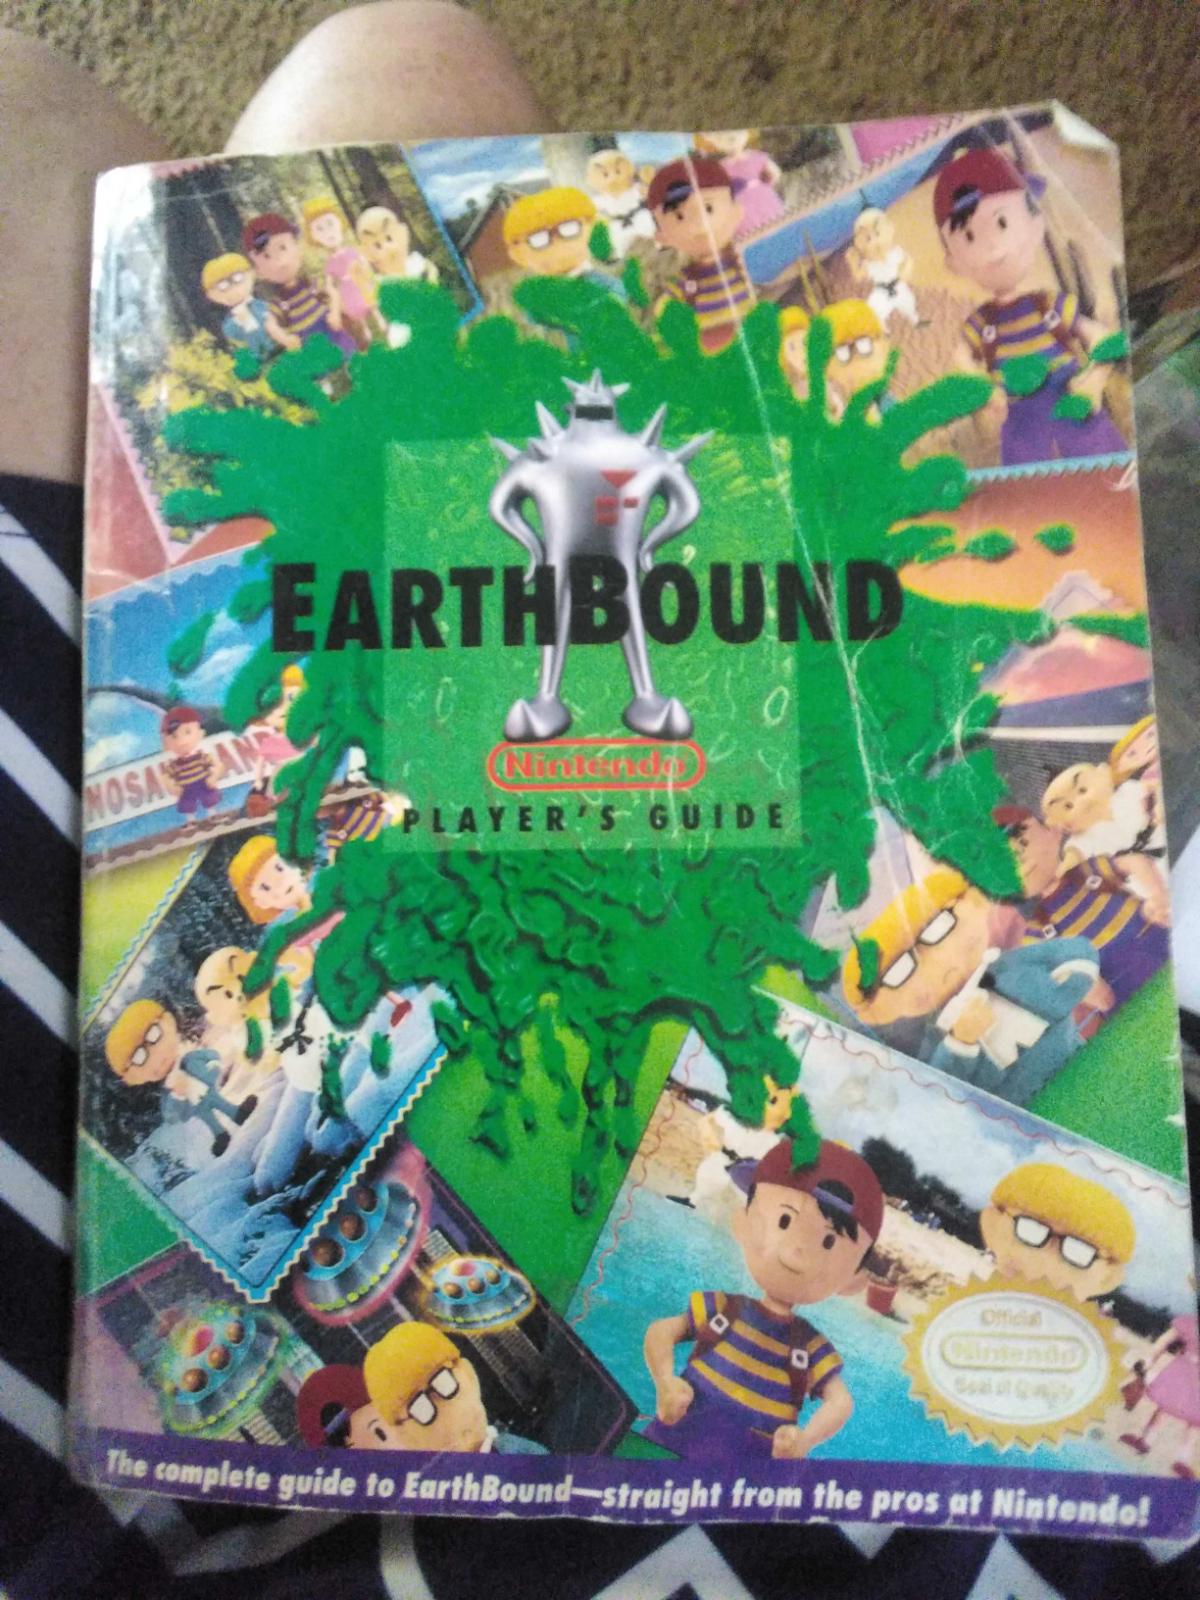 EARTHBOUND
Nintendo
PLAYER'S GUIDE
Official
Nintendo
Seal of Quality
The complete guide to EarthBound—straight from the pros at Nintendo!